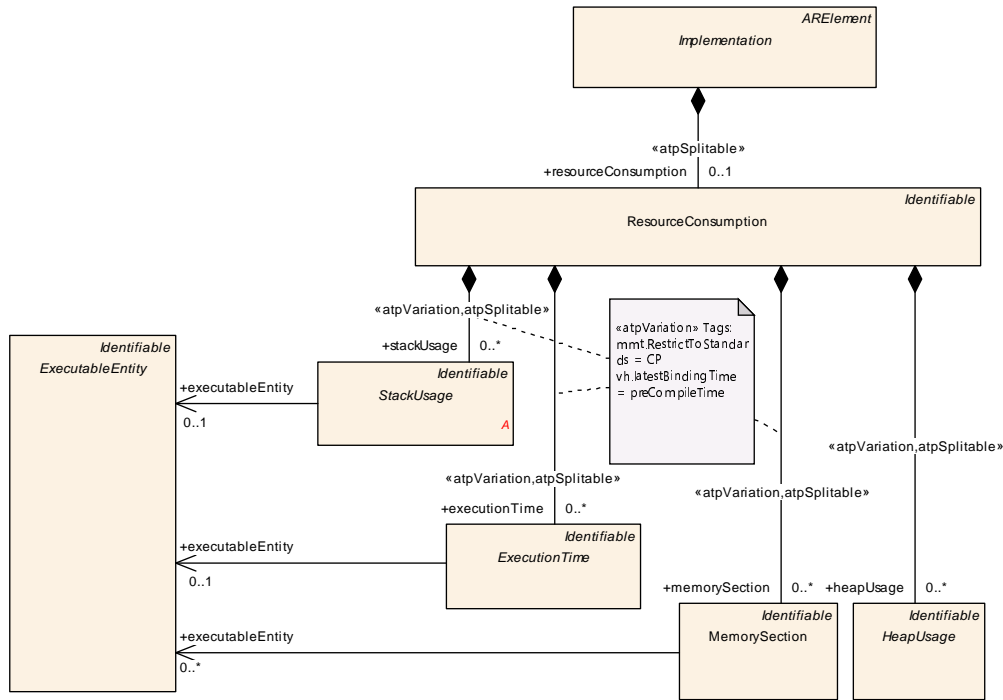 ARElement
Implementation
«atpSplitable»
+resourceConsumption 0..1
Identifiable
ResourceConsumption
«atpVariation,atpSplitable»
+stackUsage 0..*
«atpVariation» Tags:
mmt.RestrictToStandar
ds = CP
vh.latestBindingTime
= preCompileTime
Identifiable
ExecutableEntity
Identifiable
StackUsage
A
+executableEntity
0..1
«atpVariation,atpSplitable»
«atpVariation,atpSplitable»
+executionTime 0..*
«atpVariation,atpSplitable»
Identifiable
ExecutionTime
+executableEntity
0..1
+memorySection 0..*
+heapUsage 0..*
Identifiable
MemorySection
Identifiable
HeapUsage
+executableEntity
0..*